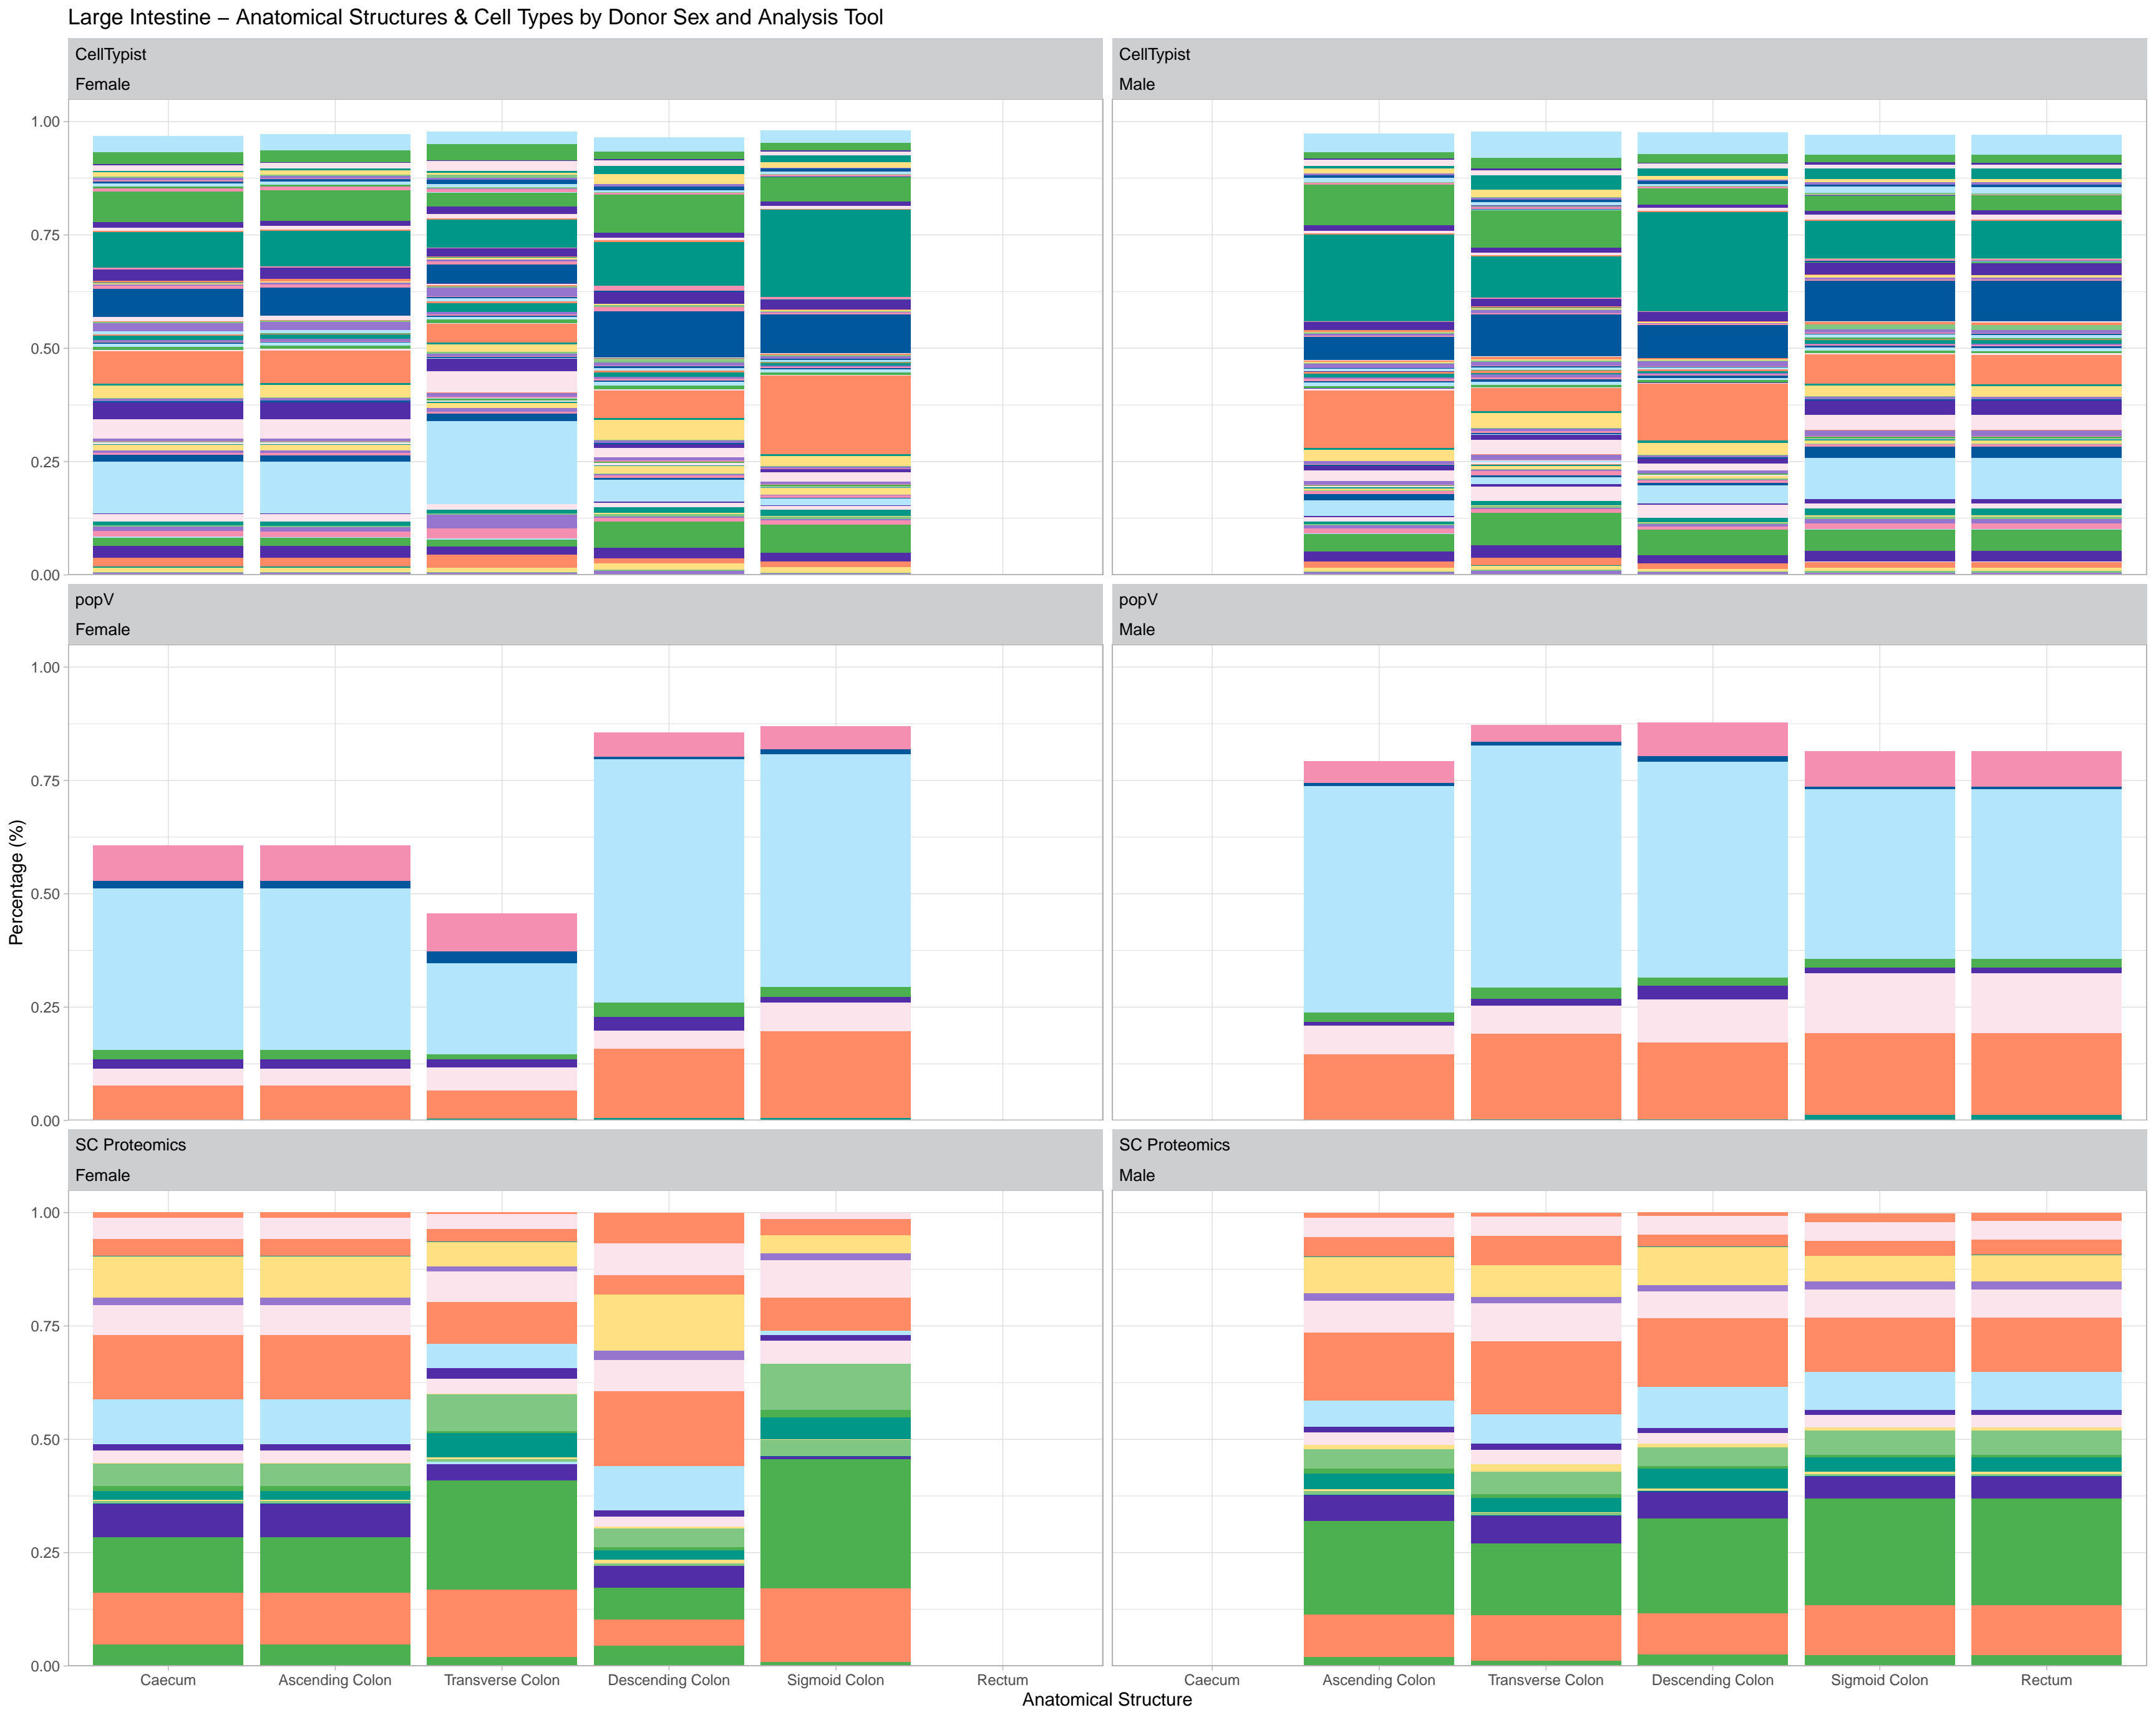 Large Intestine – Anatomical Structures & Cell Types by Donor Sex and Analysis Tool
CellTypist
Female
CellTypist
Male
1.00
0.75
0.50
0.25
0.00
popV
Female
popV
Male
1.00
0.75
0.50
0.25
0.00
Percentage (%)
SC Proteomics
Female
SC Proteomics
Male
1.00
0.75
0.50
0.25
0.00
Caecum
Ascending Colon
Transverse Colon
Descending Colon
Sigmoid Colon
Rectum
Caecum
Ascending Colon
Transverse Colon
Descending Colon
Sigmoid Colon
Rectum
Anatomical Structure